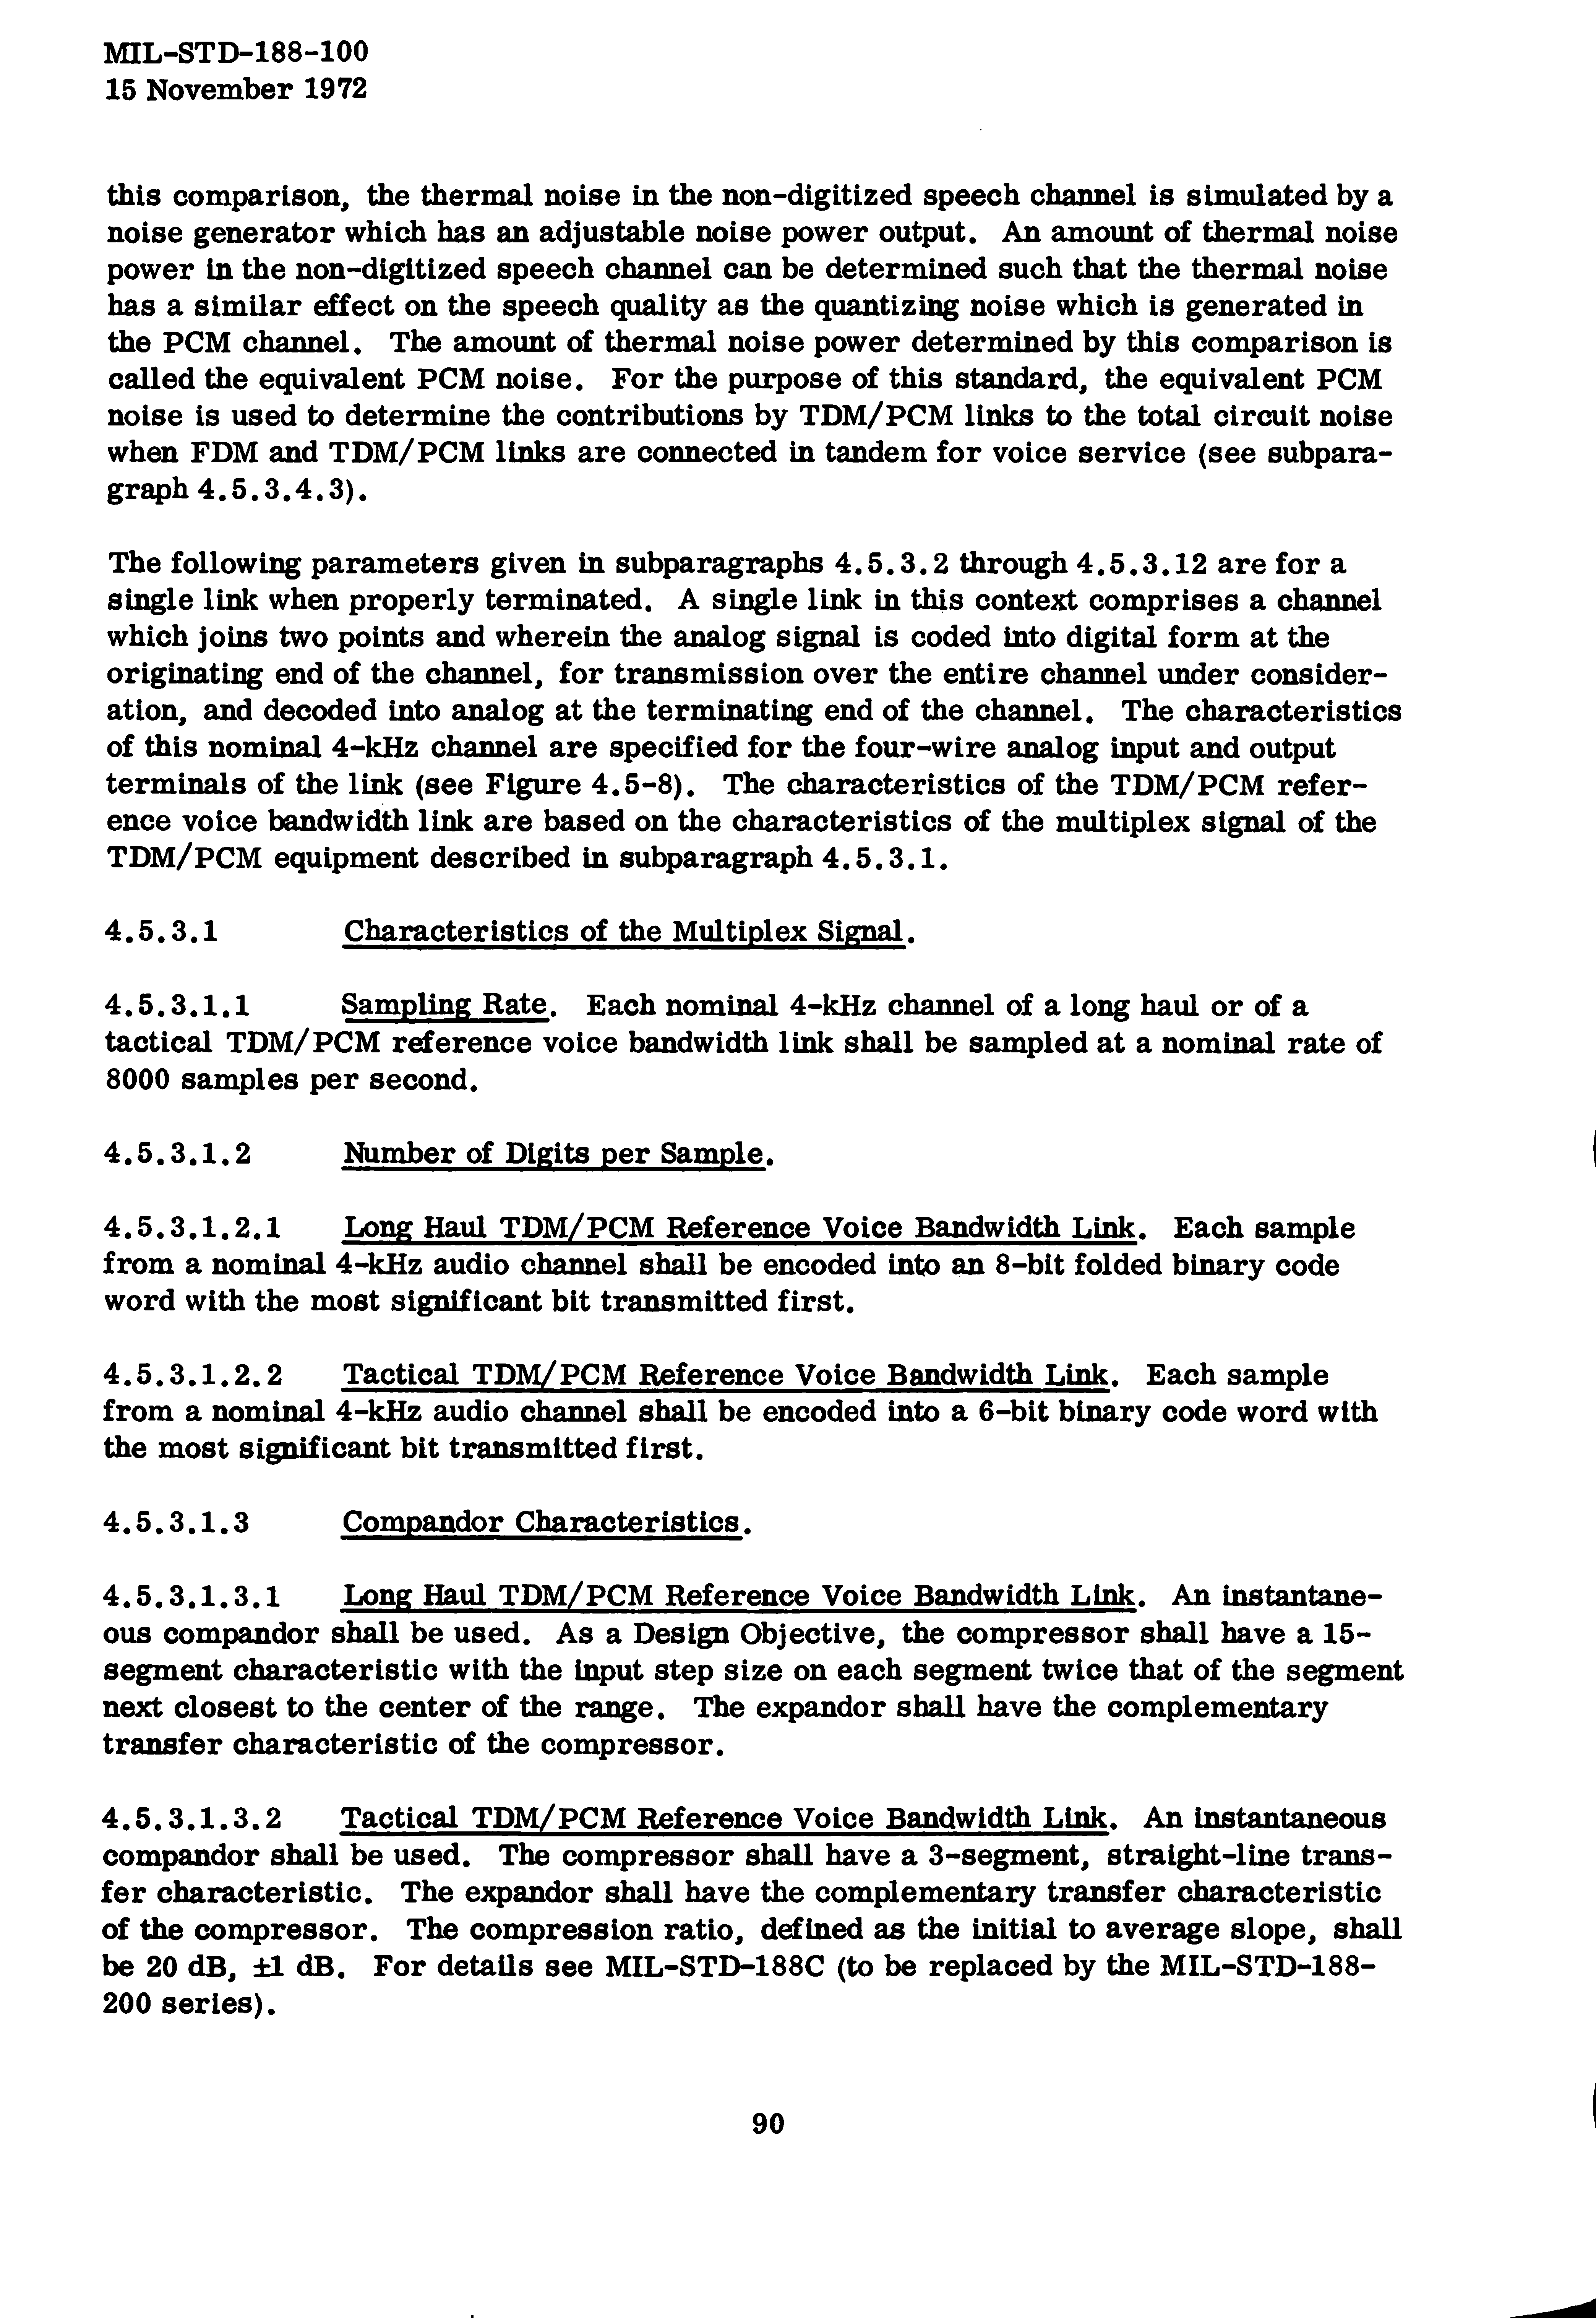 MIL-STD-188-100
15 November 1972
this comparison, the thermal noise in the non-digitized speech channel is simulated by a
noise generator which has an adjustable noise power output. An amount of thermal noise
power in the non-digitized speech channel can be determined such that the thermal noise
has a similar effect on the speech quality as the quantizing noise which is generated in
the PCM channel. The amount of thermal noise power determined by this comparison is
called the equivalent PCM noise. For the purpose of this standard, the equivalent PCM
noise is used to determine the contributions by TDM/PCM links to the total circuit noise
when FDM and TDM/PCM links are connected in tandem for voice service (see subpara-
graph 4.5.3.4.3).
The following parameters given in subparagraphs 4.5.3.2 through 4.5.3.12 are for a
single link when properly terminated. A single link in this context comprises a channel
which joins two points and wherein the analog signal is coded into digital form at the
originating end of the channel, for transmission over the entire channel under consider-
ation, and decoded into analog at the terminating end of the channel. The characteristics
of this nominal 4-kHz channel are specified for the four-wire analog input and output
terminals of the link (see Figure 4.5-8). The characteristics of the TDM/PCM refer-
ence voice bandwidth link are based on the characteristics of the multiplex signal of the
TDM/PCM equipment described in subparagraph 4.5.3.1.
4.5.3.1 Characteristics of the Multiplex Signal.
4.5.3.1.1 Sampling Rate. Each nominal 4-kHz channel of a long haul or of a
tactical TDM/PCM reference voice bandwidth link shall be sampled at a nominal rate of
8000 samples per second.
4.5.3.1.2 Number of Digits per Sample.
4.5.3.1.2.1 Long Haul TDM/PCM Reference Voice Bandwidth Link. Each sample
from a nominal 4-kHz audio channel shall be encoded into an 8-bit folded binary code
word with the most significant bit transmitted first.
4.5.3.1.2.2 Tactical TDM/PCM Reference Voice Bandwidth Link. Each sample
from a nominal 4-kHz audio channel shall be encoded into a 6-bit binary code word with
the most significant bit transmitted first.
4.5.3.1.3 Compandor Characteristics.
4.5.3.1.3.1 Long Haul TDM/PCM Reference Voice Bandwidth Link. An instantane-
ous compandor shall be used. As a Design Objective, the compressor shall have a 15-
segment characteristic with the input step size on each segment twice that of the segment
next closest to the center of the range. The expandor shall have the complementary
transfer characteristic of the compressor.
4.5.3.1.3.2 Tactical TDM/PCM Reference Voice Bandwidth Link. An instantaneous
compandor shall be used. The compressor shall have a 3-segment, straight-line trans-
fer characteristic. The expandor shall have the complementary transfer characteristic
of the compressor. The compression ratio, defined as the initial to average slope, shall
be 20 dB, ±1 dB. For details see MIL-STD-188C (to be replaced by the MIL-STD-188-
200 series).
90